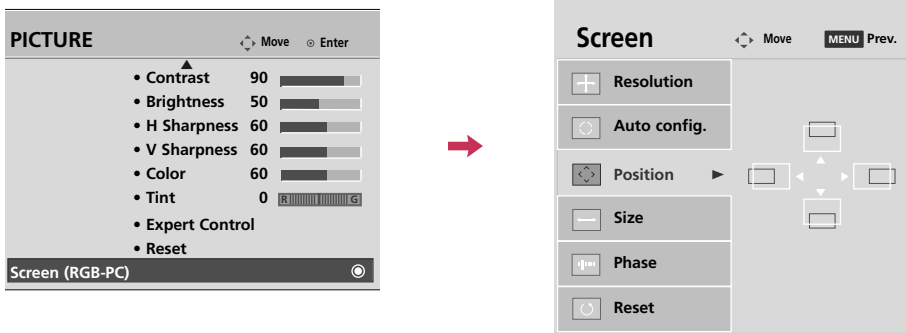 PICTURE Move Enter
• Contrast 90
• Brightness 50
• H Sharpness 60
• V Sharpness 60
• Color 60
• Tint 0 R G
• Expert Control
• Reset
Screen (RGB-PC)
Screen Move MENU Prev.
Resolution
Auto config.
Position
Size
Phase
Reset